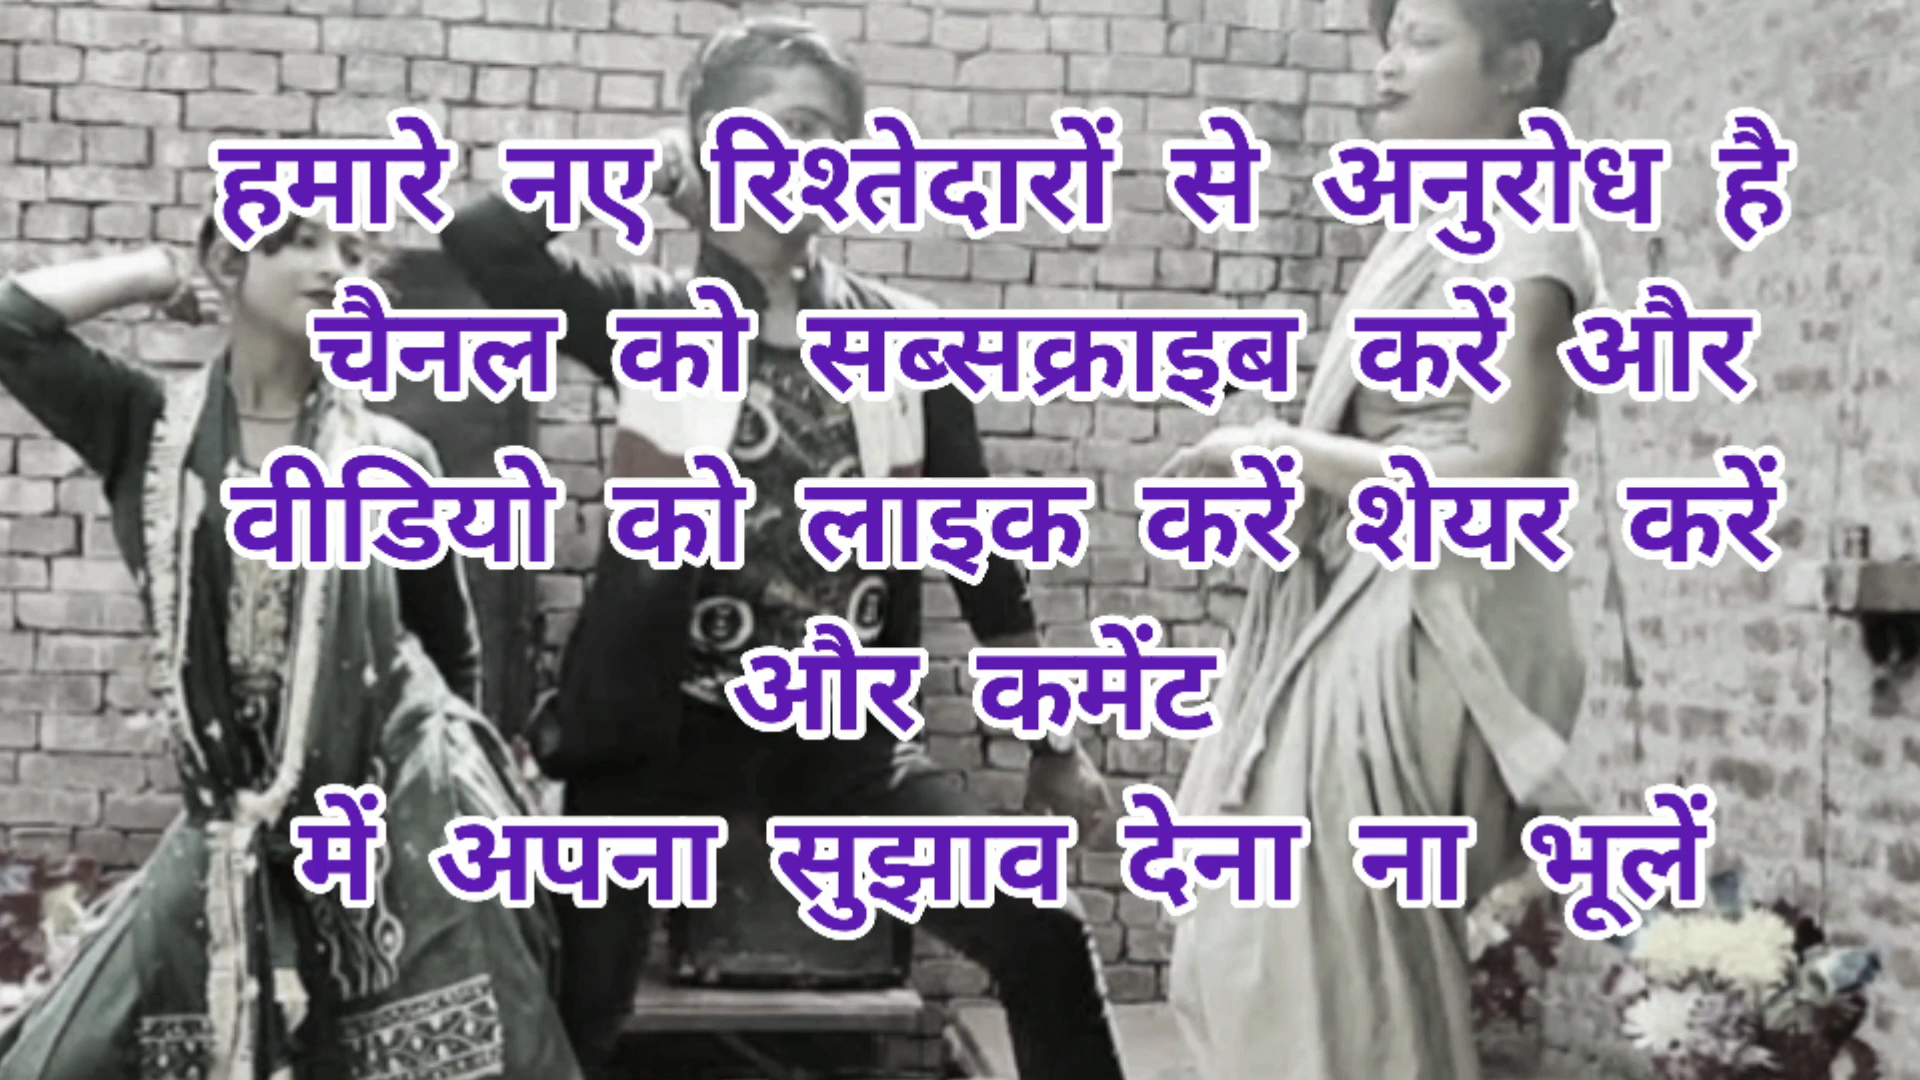 हमारे नए रिश्तेदारों से अनुरोध है
चैनल को सब्सक्राइब करें और
वीडियो को लाइक करें शेयर करें
और कमेंट
में अपना सुझाव देना ना भूलें